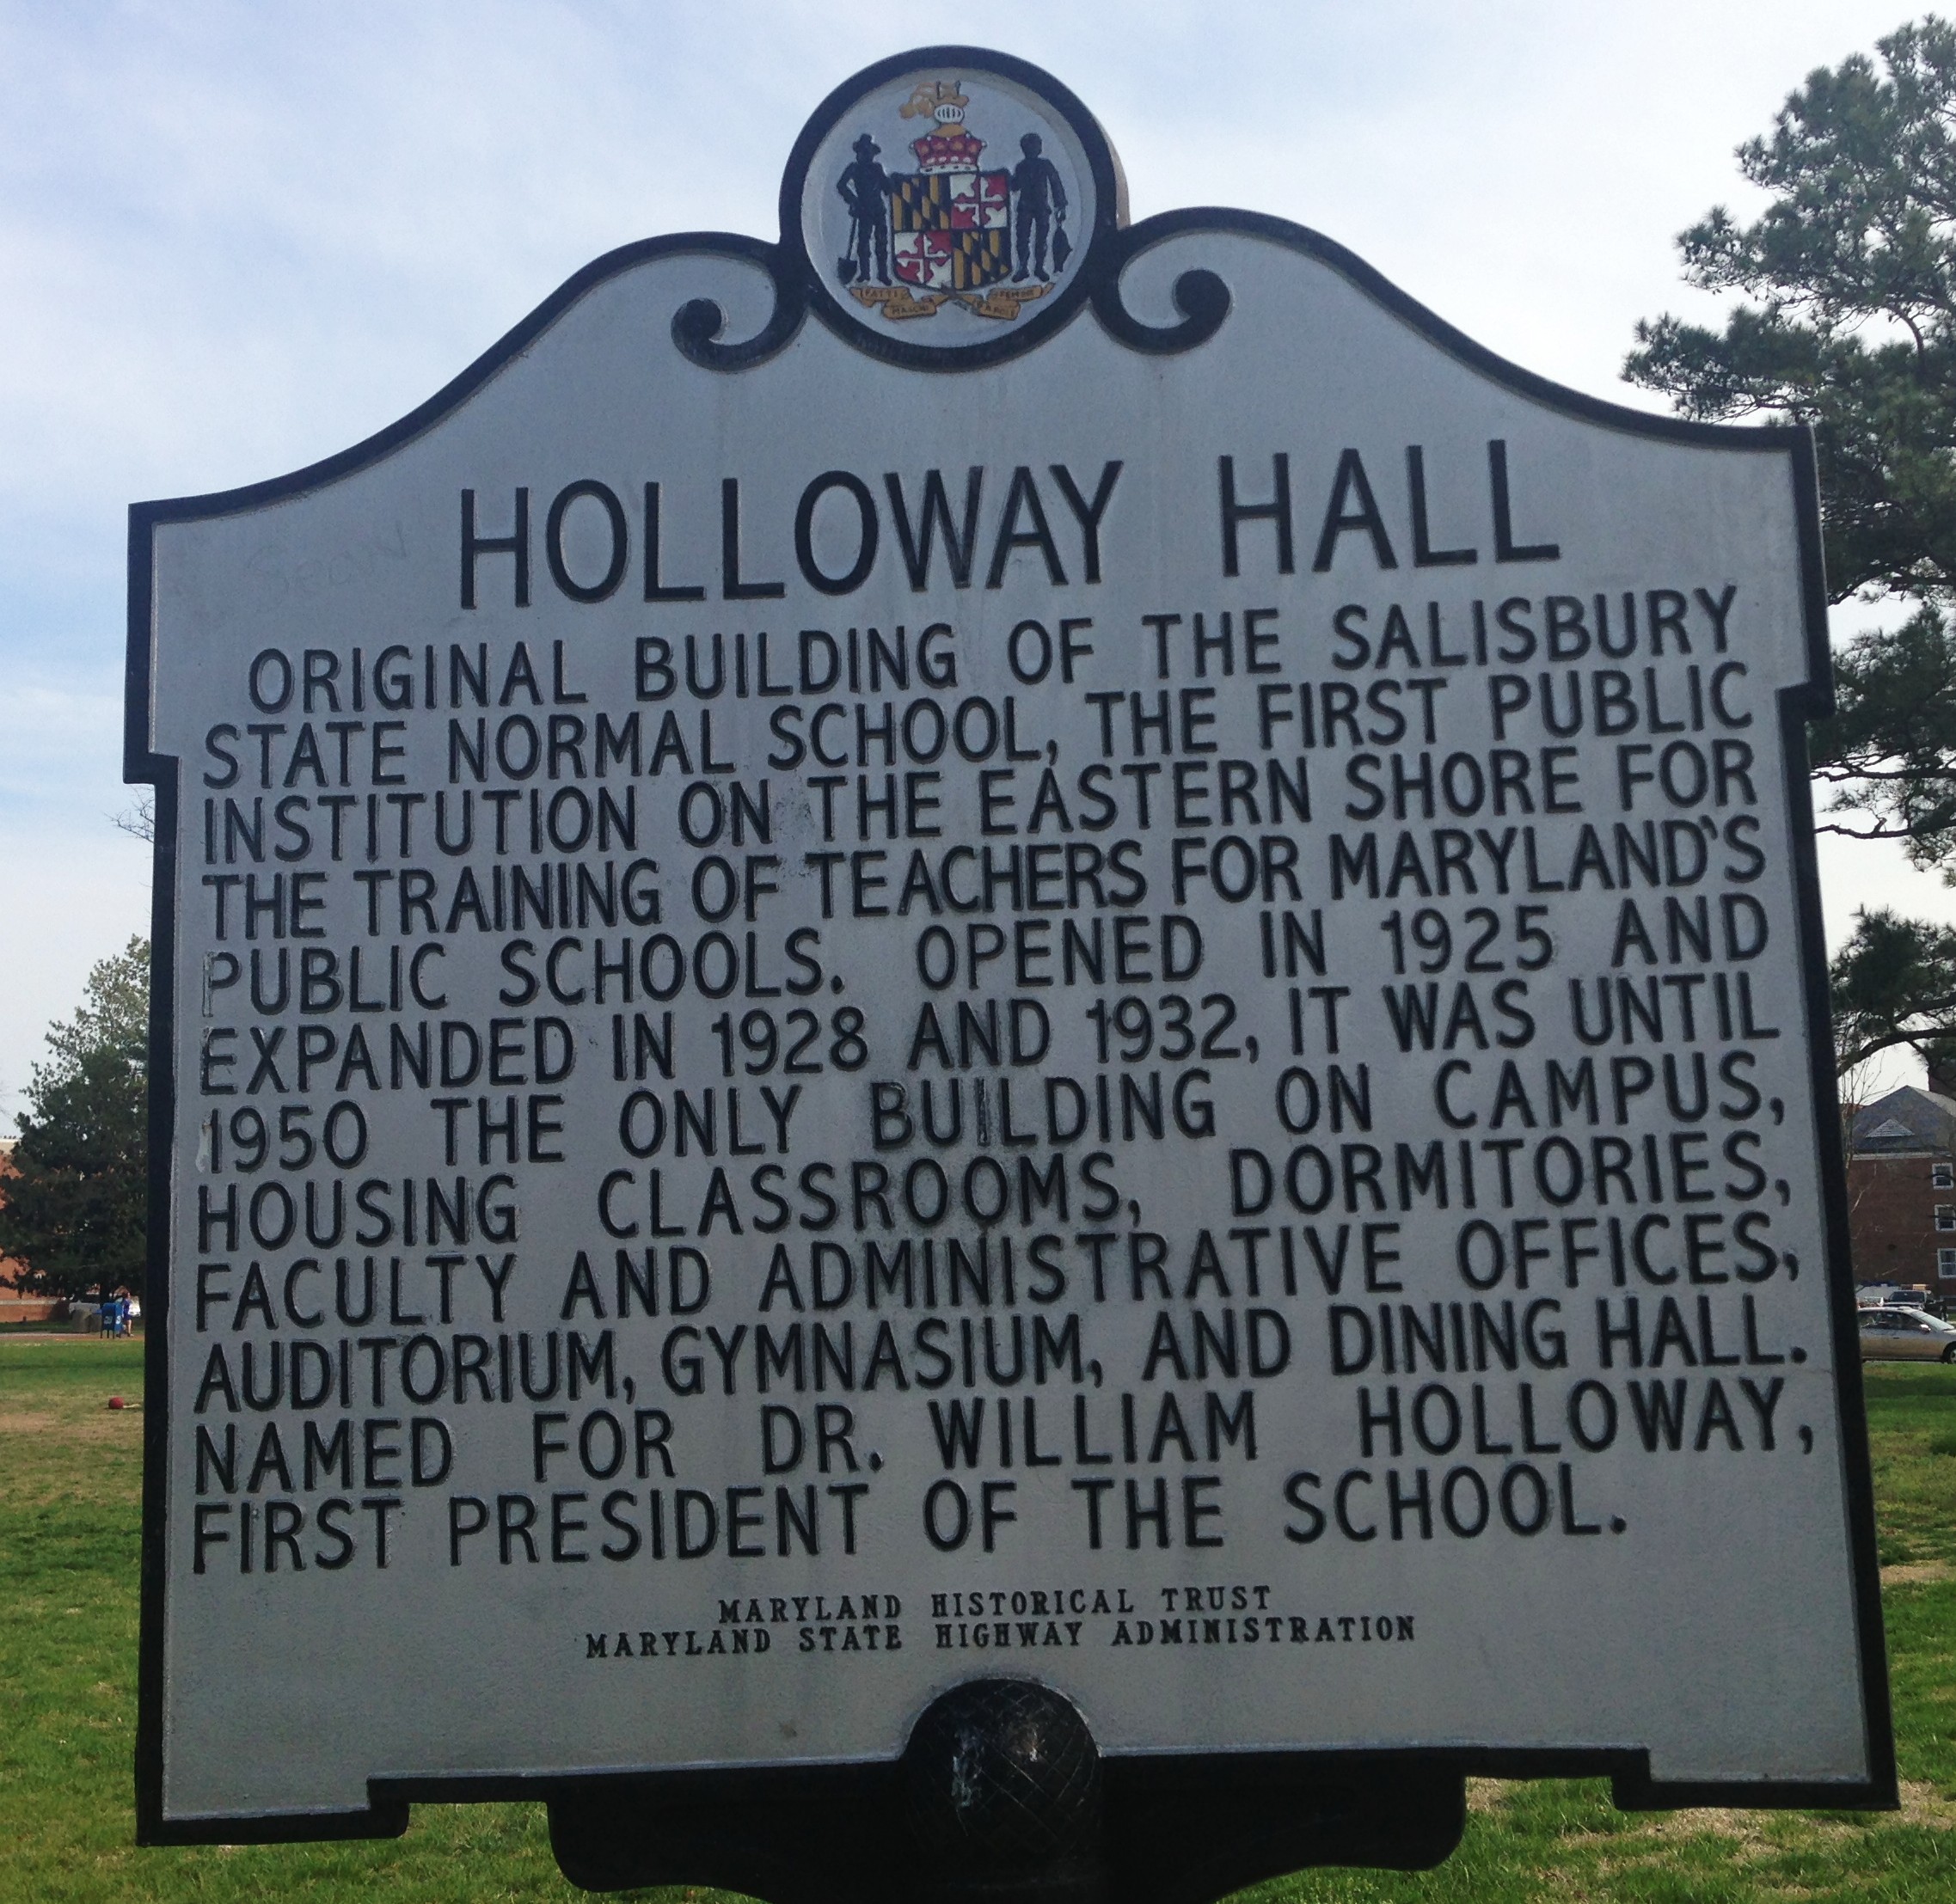 HOLLOWAY HALL
ORIGINAL BUILDING OF THE SALISBURY
STATE NORMAL SCHOOL, THE FIRST PUBLIC
INSTITUTION ON THE EASTERN SHORE FOR
THE TRAINING OF TEACHERS FOR MARYLAND'S
PUBLIC SCHOOLS. OPENED IN 1925 AND
EXPANDED IN 1928 AND 1932, IT WAS UNTIL
1950 THE ONLY BUILDING ON CAMPUS,
HOUSING CLASSROOMS, DORMITORIES,
FACULTY AND ADMINISTRATIVE OFFICES,
AUDITORIUM, GYMNASIUM, AND DINING HALL.
NAMED FOR DR. WILLIAM HOLLOWAY,
FIRST PRESIDENT OF THE SCHOOL.
MARYLAND HISTORICAL TRUST
MARYLAND STATE HIGHWAY ADMINISTRATION